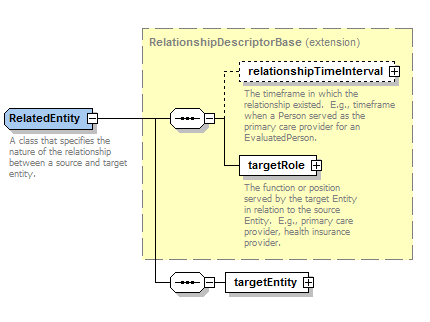 RelationshipDescriptorBase (extension)
relationshipTimeInterval
The timeframe in which the
relationship existed.  E.g., timeframe
when a Person served as the
primary care provider for an
EvaluatedPerson.
RelatedEntity
A class that specifies the
nature of the relationship
between a source and target
entity.
targetRole
The function or position
served by the target Entity
in relation to the source
Entity.  E.g., primary care
provider, health insurance
provider.
targetEntity